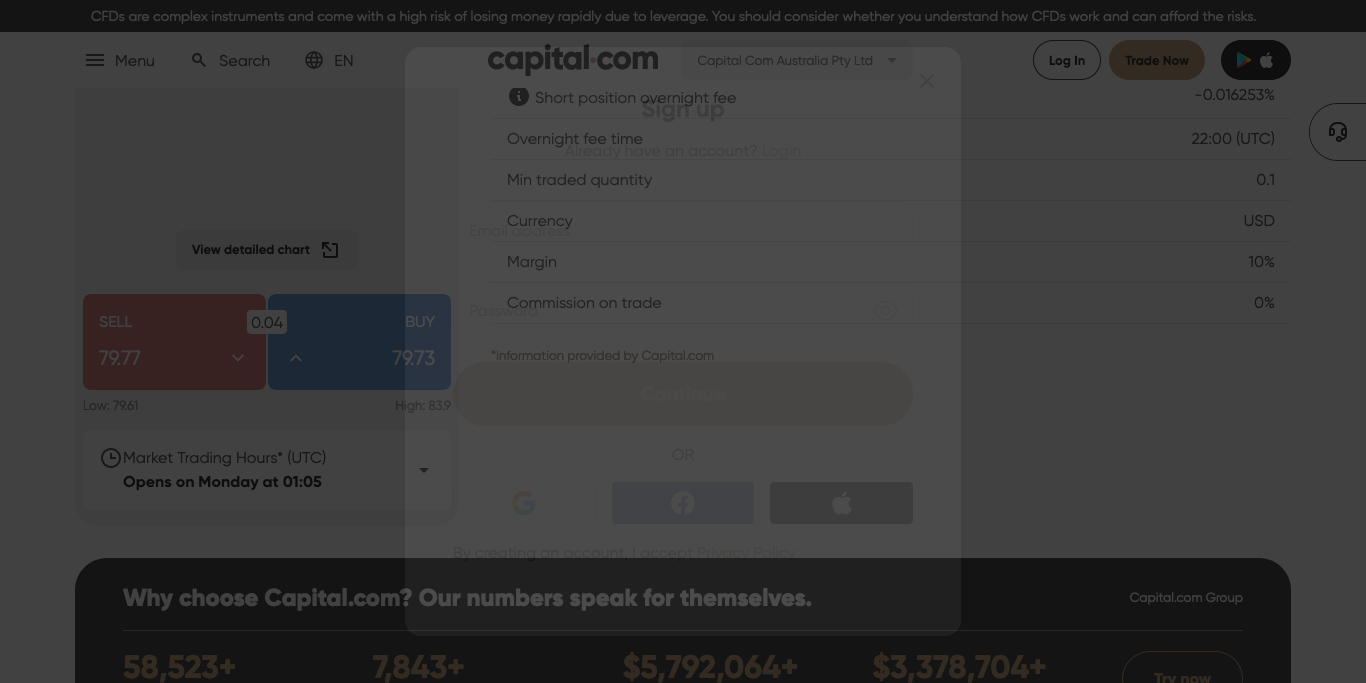 CFDs are complex instruments and come with a high risk of losing money rapidly due to leverage. You should consider whether you understand how CFDs work and can afford the risks.
Menu
Search
EN
capital.com
Capital Com Australia Pty Ltd
Log In
Trade Now
Short position overnight fee
-0.016253%
Sign up
Overnight fee time
22:00 (UTC)
Already have an account? Login
Min traded quantity
0.1
Currency
USD
Email address
View detailed chart
Margin
10%
Commission on trade
0%
Password
SELL
0.04
BUY
79.77
79.73
*Information provided by Capital.com
Continue
Low: 79.61
High: 83.9
OR
Market Trading Hours* (UTC)
Opens on Monday at 01:05
By creating an account, I accept Privacy Policy
Why choose Capital.com? Our numbers speak for themselves.
Capital.com Group
58,523+
7,843+
$5,792,064+
$3,378,704+
Try now